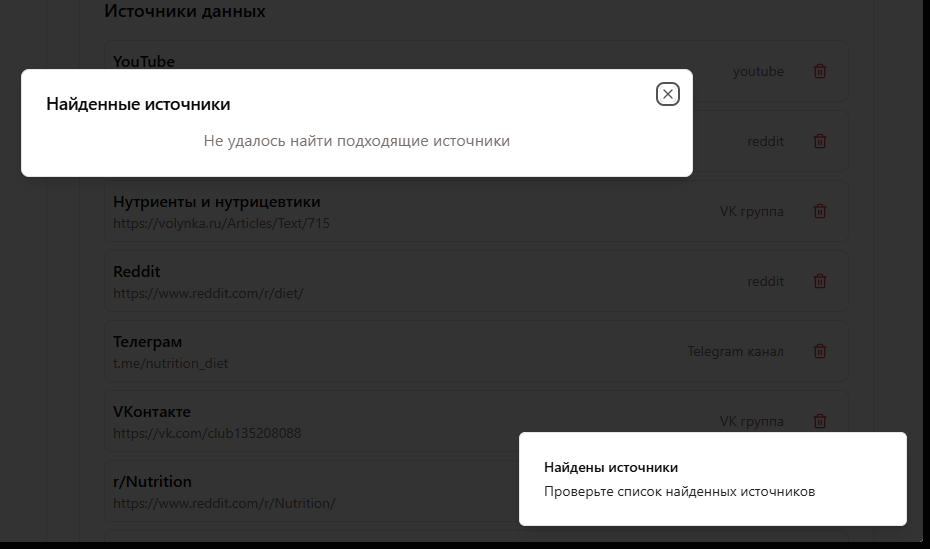 Источники данных
YouTube
youtube
Найденные источники
Не удалось найти подходящие источники
reddit
Нутриенты и нутрицевтики
https://volynka.ru/Articles/Text/715
VK группа
Reddit
https://www.reddit.com/r/diet/
reddit
Телеграм
t.me/nutrition_diet
Telegram канал
ВКонтакте
https://vk.com/club135208088
VK группа
r/Nutrition
https://www.reddit.com/r/Nutrition/
Найдены источники
Проверьте список найденных источников